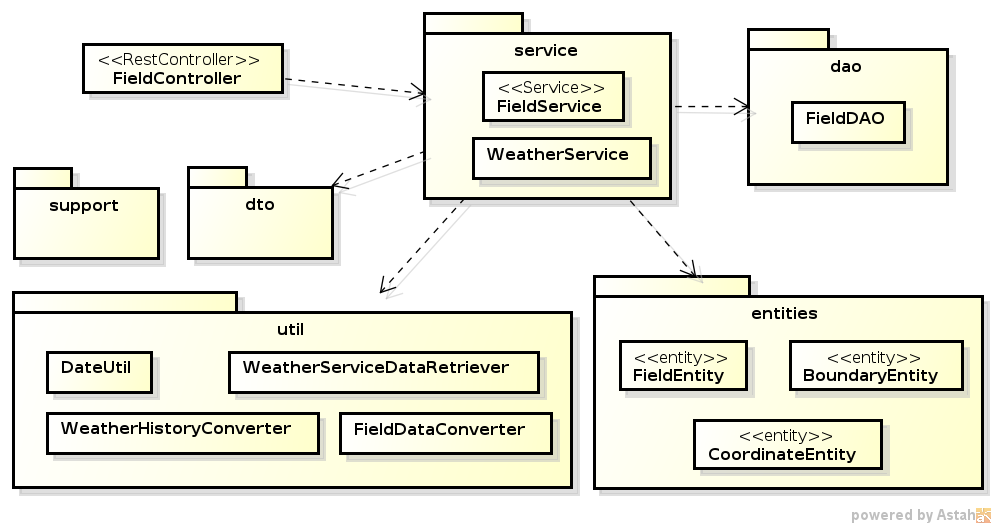 service
<<RestController>>
FieldController
<<Service>>
FieldService
WeatherService
dao
FieldDAO
support
dto
util
DateUtil
WeatherServiceDataRetriever
WeatherHistoryConverter
FieldDataConverter
entities
<<entity>>
FieldEntity
<<entity>>
BoundaryEntity
<<entity>>
CoordinateEntity
powered by Astah